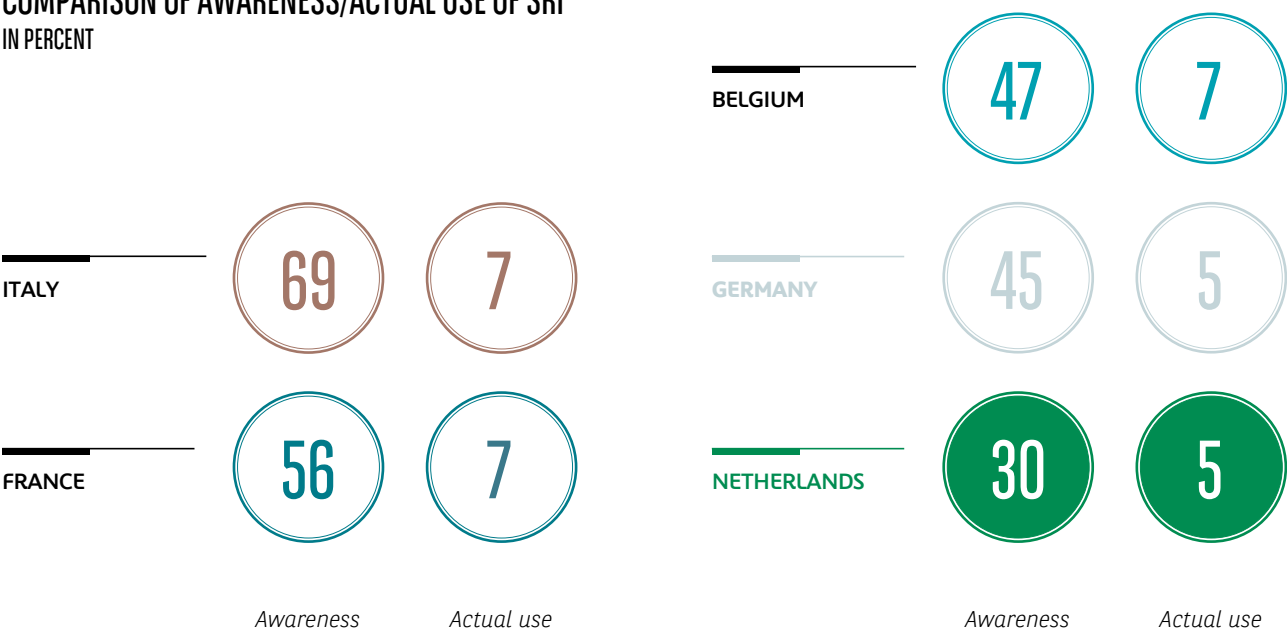 COMPARISON OF AWARENESS/ACTUAL USE OF SRI
IN PERCENT
ITALY 69 7
FRANCE 56 7
Awareness Actual use
BELGIUM 47 7
GERMANY 45 5
NETHERLANDS 30 5
Awareness Actual use